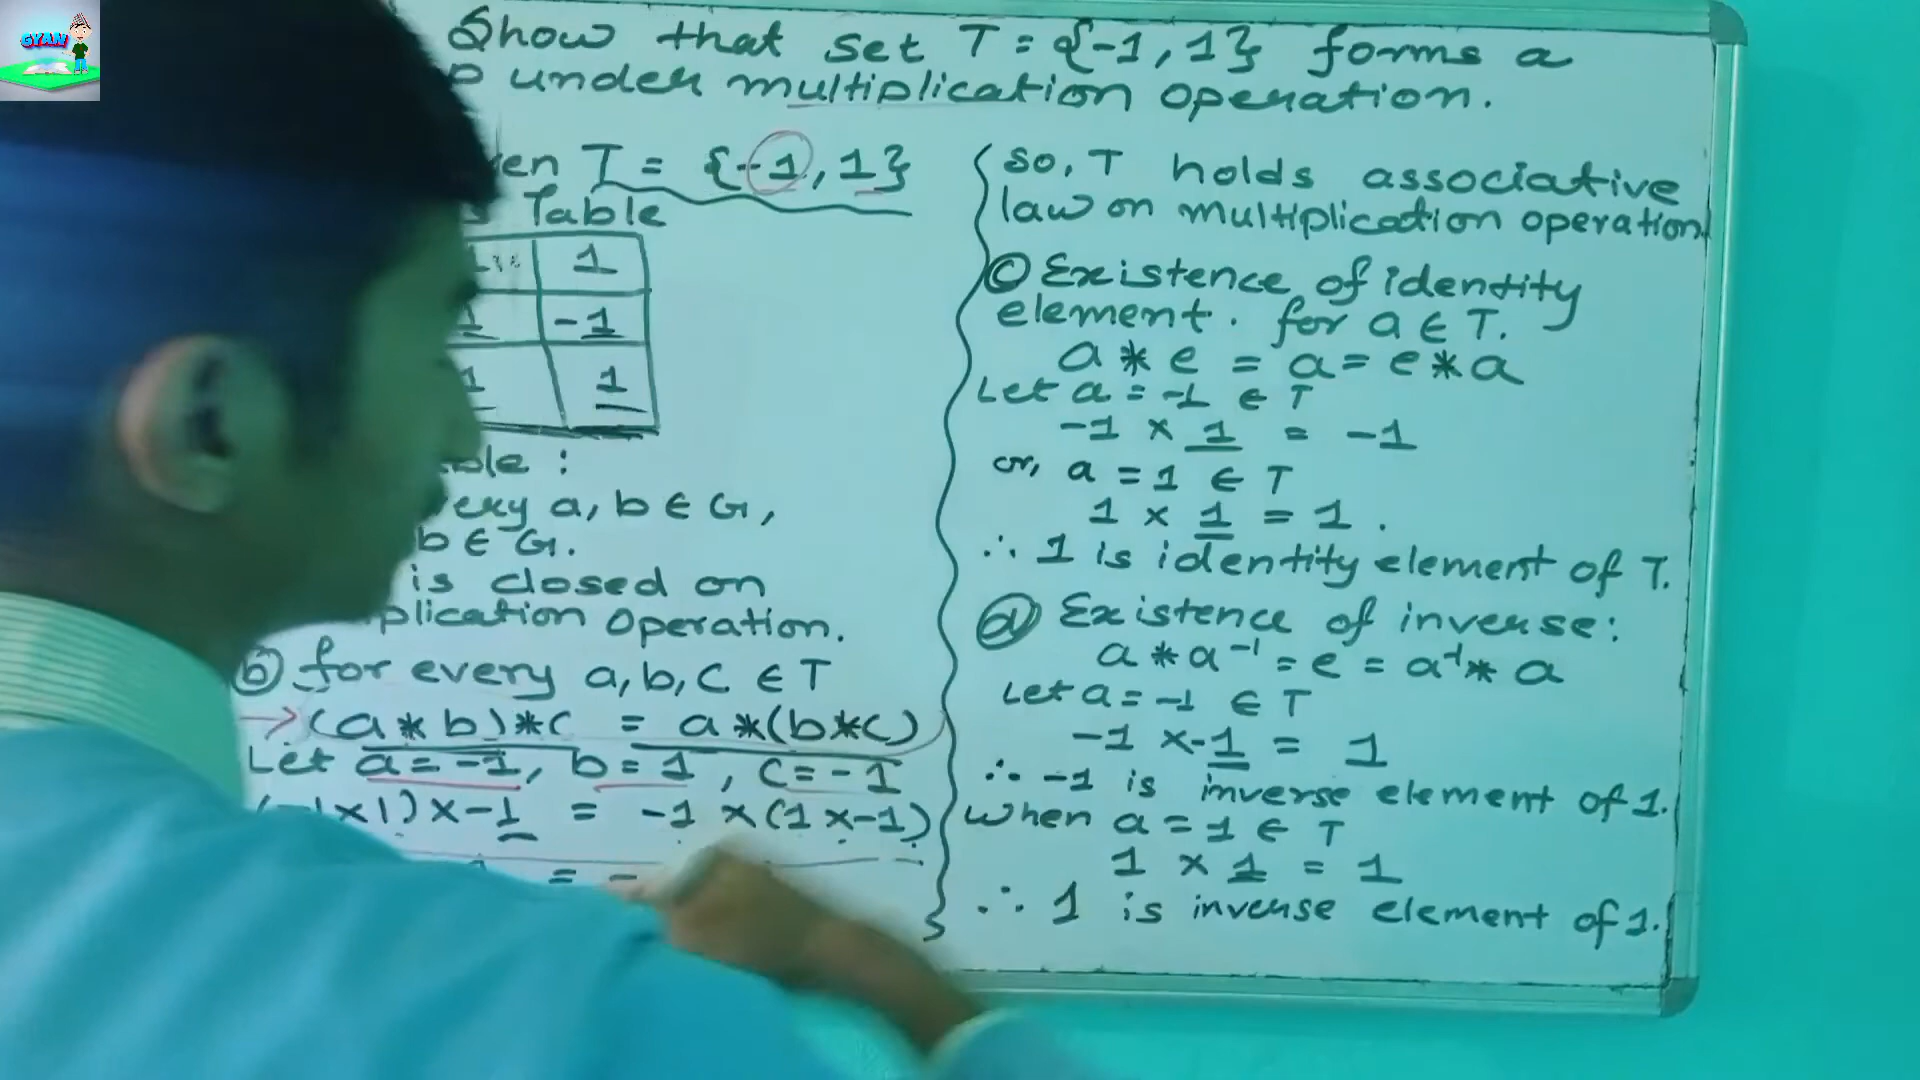 GYAN
Show that set T = {-1, 1} forms a
under multiplication operation.
T = {-1, 1}
Table
1
1 -1
1 1
:
a, b ∈ G,
b ∈ G.
is closed on
operation.
ⓑ for every a, b, c ∈ T
→ (a * b) * c = a * (b * c)
Let a = -1, b = 1, c = -1
x1) x -1 = -1 x (1 x -1)
= -
So, T holds associative
law on multiplication operation
ⓒ Existence of identity
element. for a ∈ T.
a * e = a = e * a
Let a = -1 ∈ T
-1 x 1 = -1
or, a = 1 ∈ T
1 x 1 = 1.
∴ 1 is identity element of T.
ⓓ Existence of inverse:
a * a⁻¹ = e = a⁻¹ * a
Let a = -1 ∈ T
-1 x -1 = 1
∴ -1 is inverse element of 1.
When a = 1 ∈ T
1 x 1 = 1
∴ 1 is inverse element of 1.